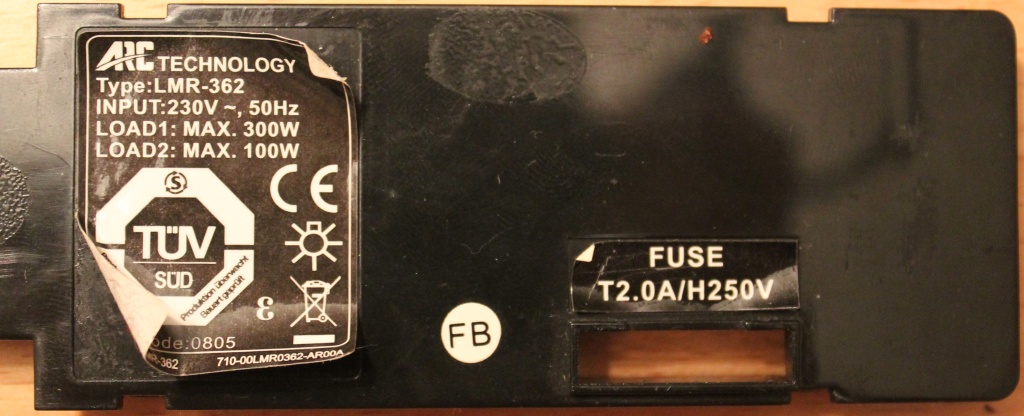 ARC TECHNOLOGY
Type:LMR-362
INPUT:230V ~, 50Hz
LOAD1: MAX. 300W
LOAD2: MAX. 100W
S
CE
TÜV
SÜD
Produktion überwacht
Bauart geprüft
ε
ode:0805
MR-362 710-00LMR0362-AR00A
FUSE
T2.0A/H250V
FB